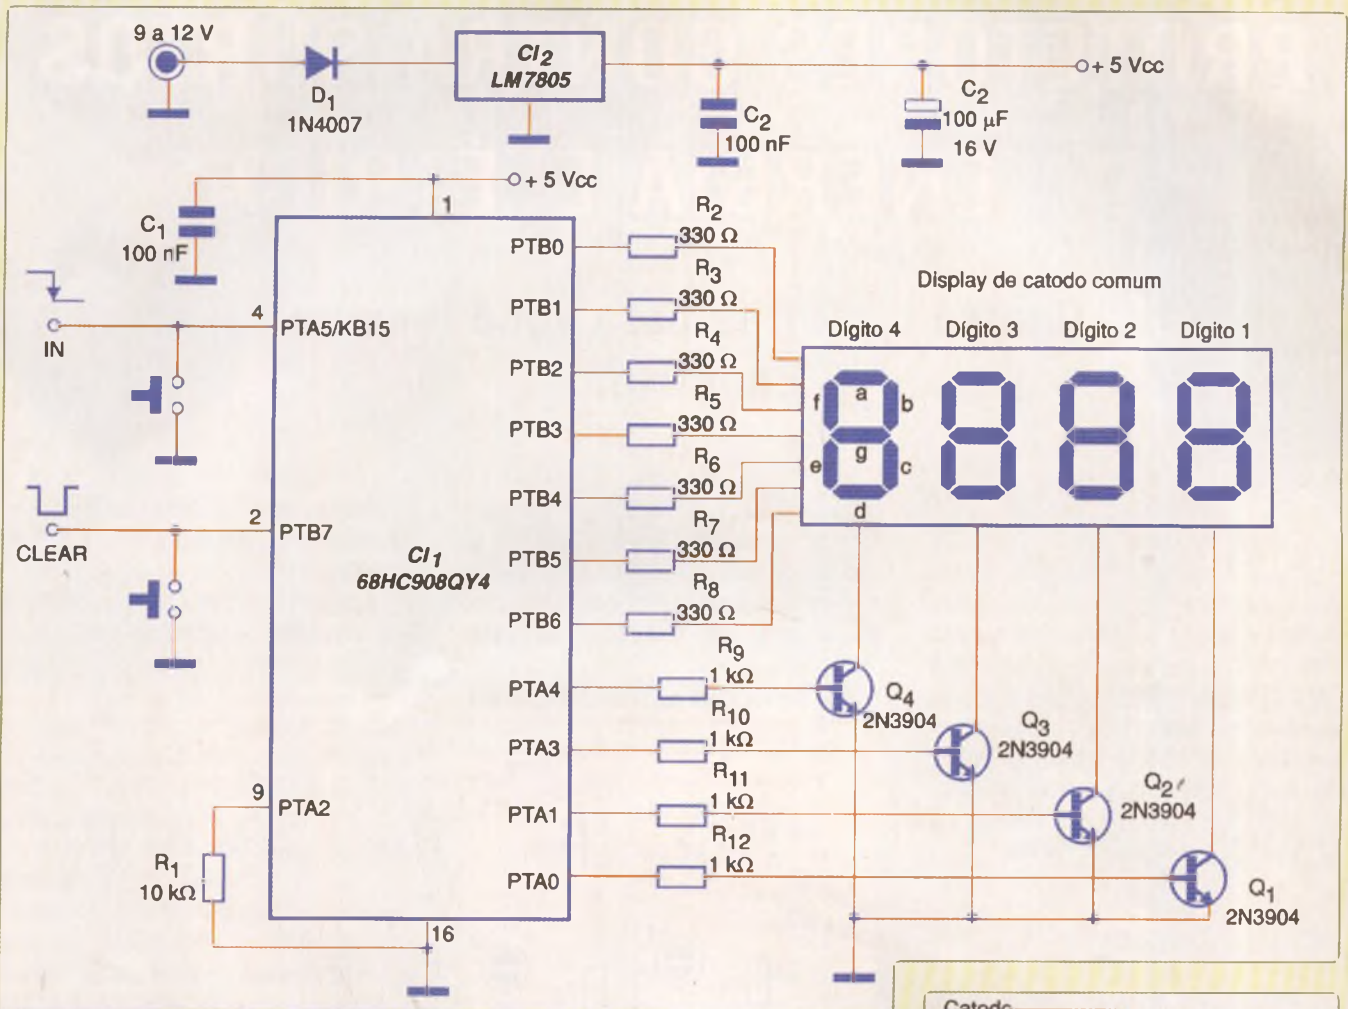 9 a 12 V
D1
1N4007
CI2
LM7805
C2
100 nF
C2
100 µF
16 V
+ 5 Vcc
+ 5 Vcc
1
C1
100 nF
IN
4
PTA5/KB15
CLEAR
2
PTB7
CI1
68HC908QY4
9
PTA2
R1
10 kΩ
16
PTB0
PTB1
PTB2
PTB3
PTB4
PTB5
PTB6
PTA4
PTA3
PTA1
PTA0
R2
330 Ω
R3
330 Ω
R4
330 Ω
R5
330 Ω
R6
330 Ω
R7
330 Ω
R8
330 Ω
R9
1 kΩ
R10
1 kΩ
R11
1 kΩ
R12
1 kΩ
Display de catodo comum
Dígito 4 Dígito 3 Dígito 2 Dígito 1
a
f
b
g
e
c
d
Q4
2N3904
Q3
2N3904
Q2
2N3904
Q1
2N3904
Catodo